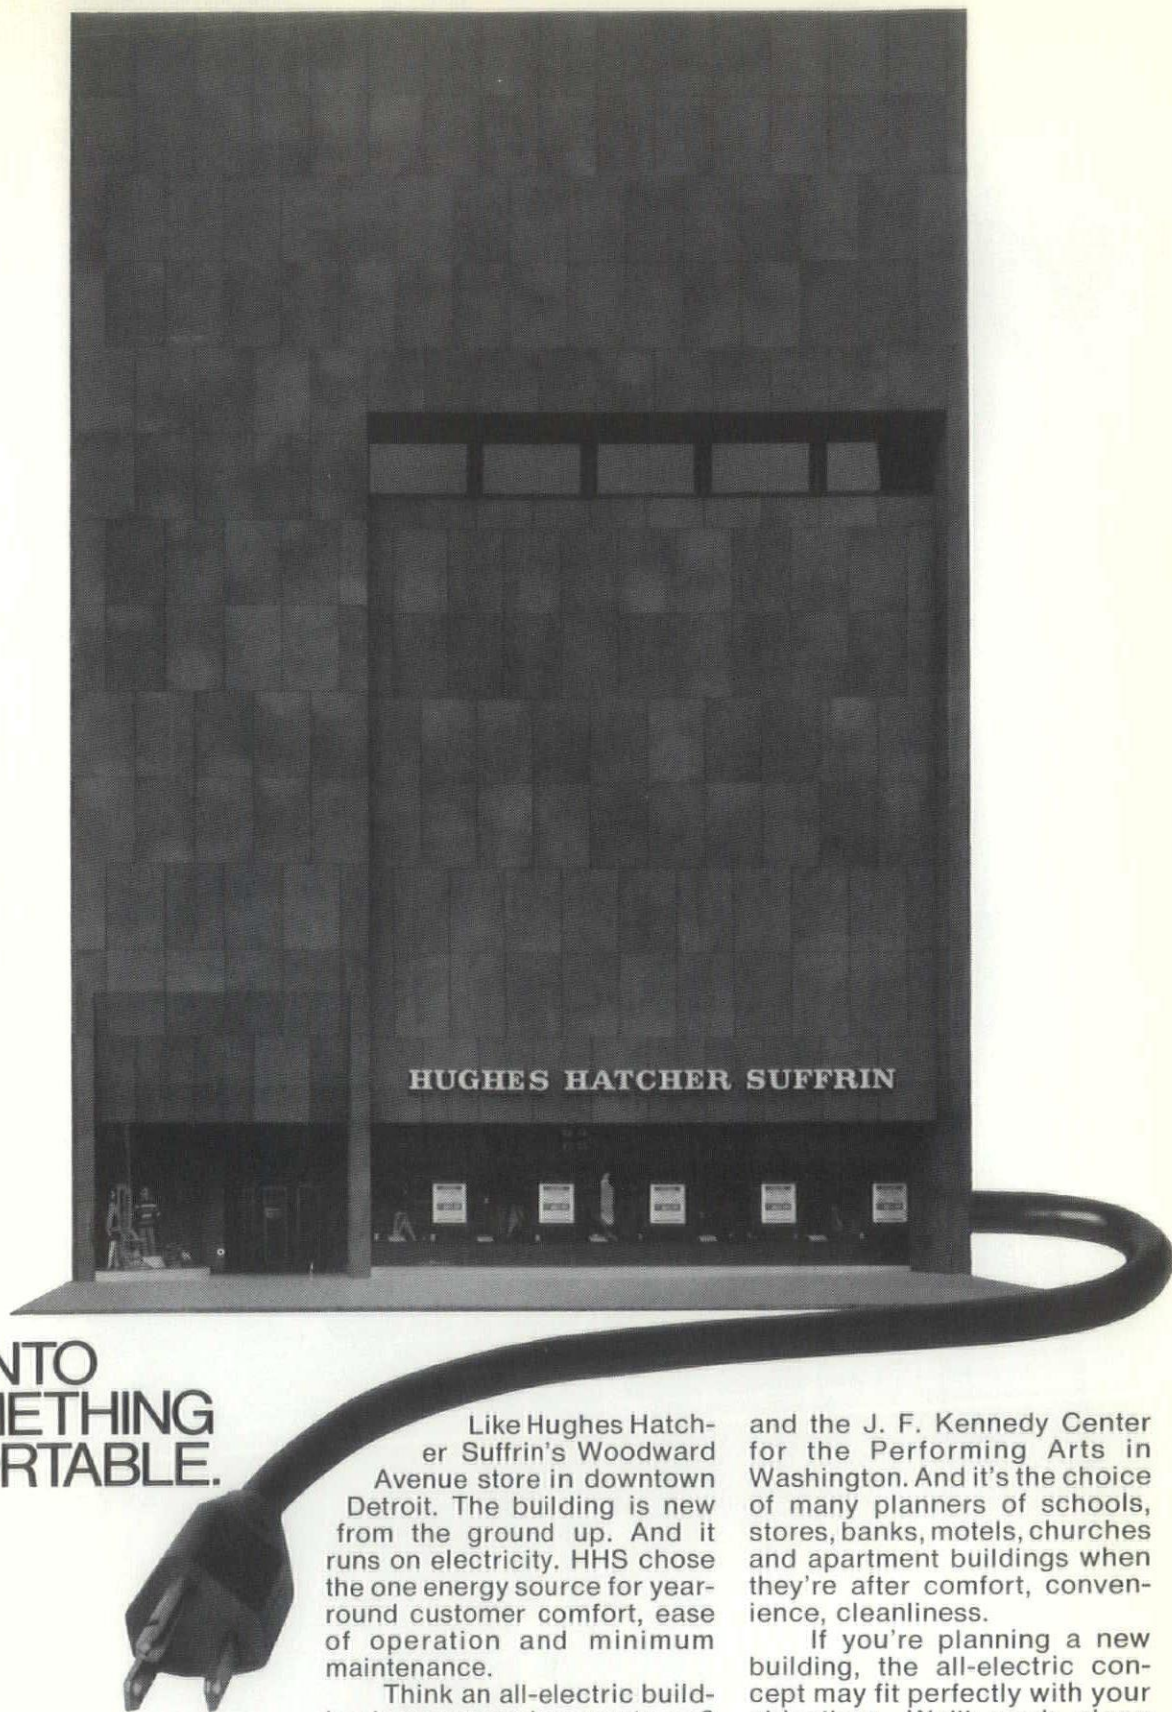 HUGHES HATCHER SUFFRIN
NTO
ETHING
RTABLE.
Like Hughes Hatch-
er Suffrin's Woodward
Avenue store in downtown
Detroit. The building is new
from the ground up. And it
runs on electricity. HHS chose
the one energy source for year-
round customer comfort, ease
of operation and minimum
maintenance.
Think an all-electric build-
and the J. F. Kennedy Center
for the Performing Arts in
Washington. And it's the choice
of many planners of schools,
stores, banks, motels, churches
and apartment buildings when
they're after comfort, conven-
ience, cleanliness.
If you're planning a new
building, the all-electric con-
cept may fit perfectly with your